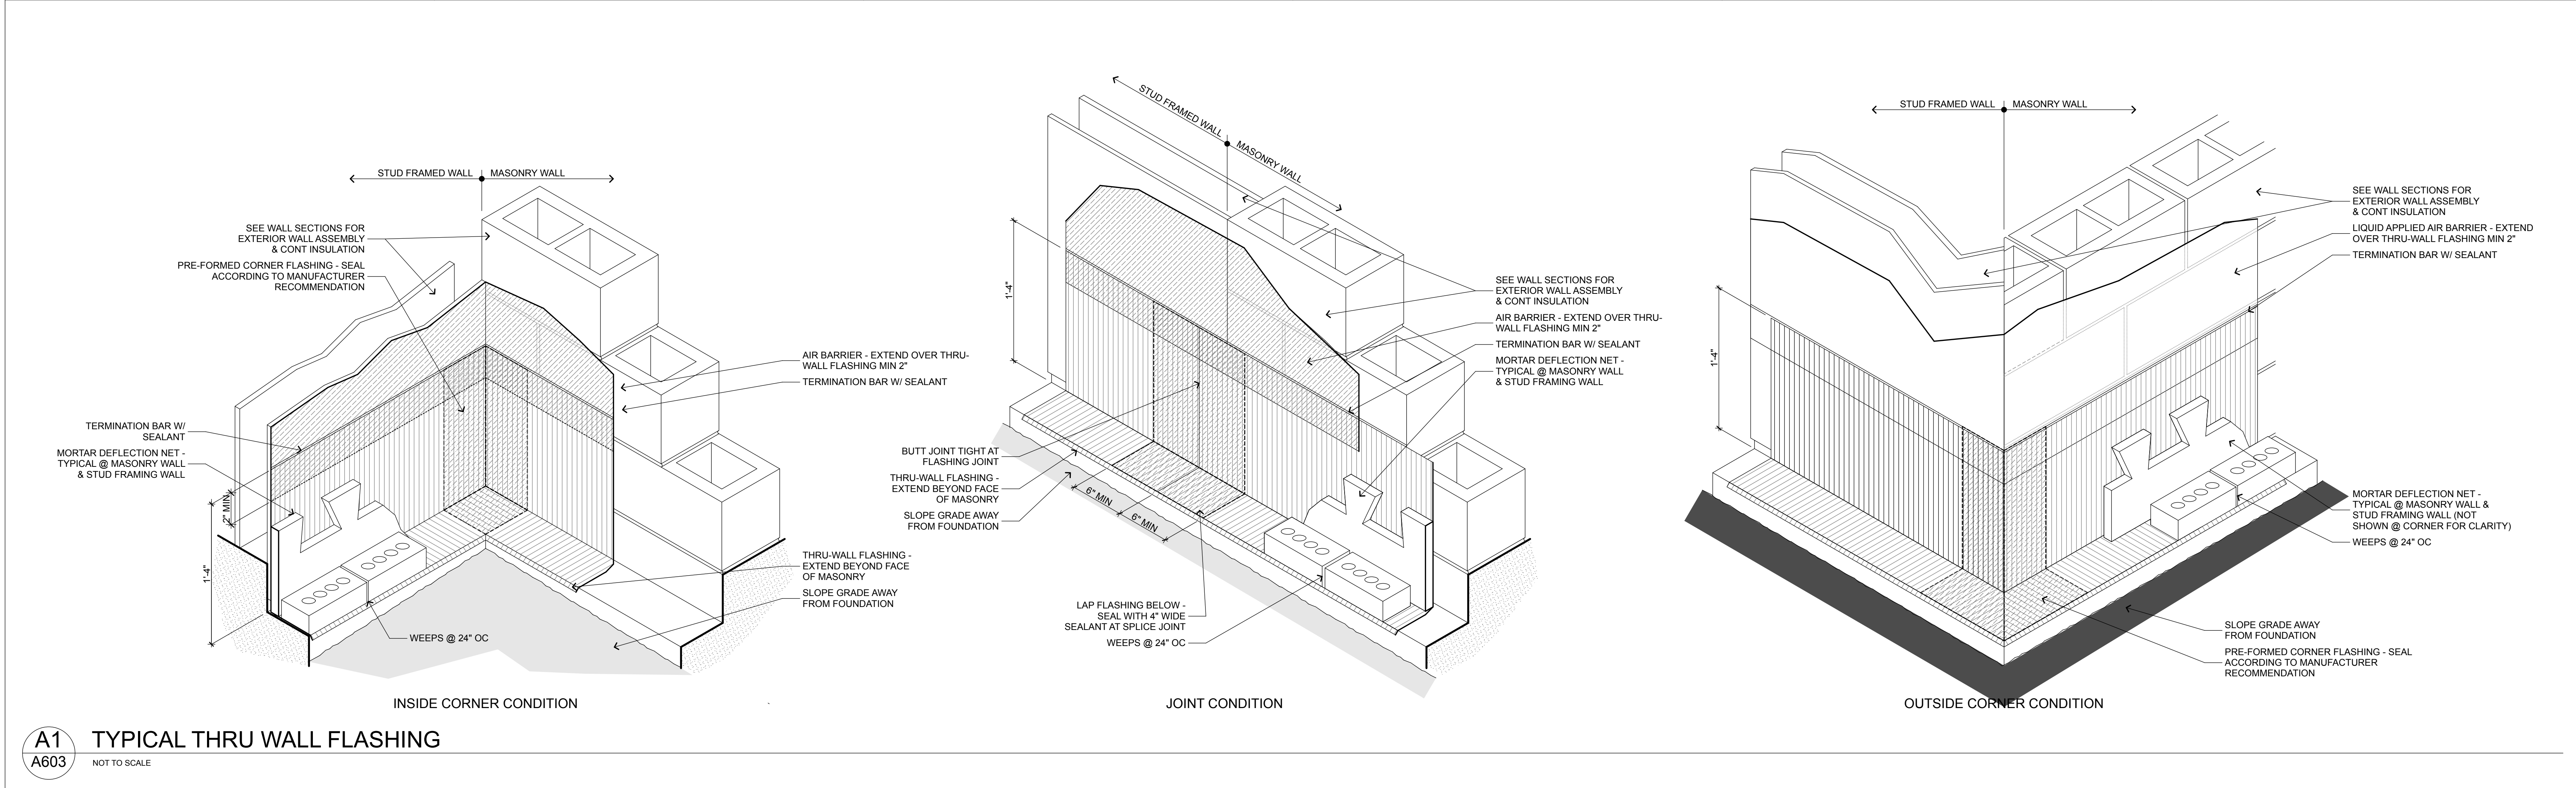 STUD FRAMED WALL
MASONRY WALL
SEE WALL SECTIONS FOR
EXTERIOR WALL ASSEMBLY
& CONT INSULATION
PRE-FORMED CORNER FLASHING - SEAL
ACCORDING TO MANUFACTURER
RECOMMENDATION
AIR BARRIER - EXTEND OVER THRU-
WALL FLASHING MIN 2"
TERMINATION BAR W/ SEALANT
TERMINATION BAR W/
SEALANT
MORTAR DEFLECTION NET -
TYPICAL @ MASONRY WALL
& STUD FRAMING WALL
2" MIN
1'-4"
THRU-WALL FLASHING -
EXTEND BEYOND FACE
OF MASONRY
SLOPE GRADE AWAY
FROM FOUNDATION
WEEPS @ 24" OC
INSIDE CORNER CONDITION
STUD FRAMED WALL
MASONRY WALL
1'-4"
SEE WALL SECTIONS FOR
EXTERIOR WALL ASSEMBLY
& CONT INSULATION
AIR BARRIER - EXTEND OVER THRU-
WALL FLASHING MIN 2"
TERMINATION BAR W/ SEALANT
MORTAR DEFLECTION NET -
TYPICAL @ MASONRY WALL
& STUD FRAMING WALL
BUTT JOINT TIGHT AT
FLASHING JOINT
THRU-WALL FLASHING -
EXTEND BEYOND FACE
OF MASONRY
SLOPE GRADE AWAY
FROM FOUNDATION
6" MIN
6" MIN
LAP FLASHING BELOW -
SEAL WITH 4" WIDE
SEALANT AT SPLICE JOINT
WEEPS @ 24" OC
JOINT CONDITION
STUD FRAMED WALL
MASONRY WALL
SEE WALL SECTIONS FOR
EXTERIOR WALL ASSEMBLY
& CONT INSULATION
LIQUID APPLIED AIR BARRIER - EXTEND
OVER THRU-WALL FLASHING MIN 2"
TERMINATION BAR W/ SEALANT
1'-4"
MORTAR DEFLECTION NET -
TYPICAL @ MASONRY WALL &
STUD FRAMING WALL (NOT
SHOWN @ CORNER FOR CLARITY)
WEEPS @ 24" OC
SLOPE GRADE AWAY
FROM FOUNDATION
PRE-FORMED CORNER FLASHING - SEAL
ACCORDING TO MANUFACTURER
RECOMMENDATION
OUTSIDE CORNER CONDITION
A1
A603
TYPICAL THRU WALL FLASHING
NOT TO SCALE